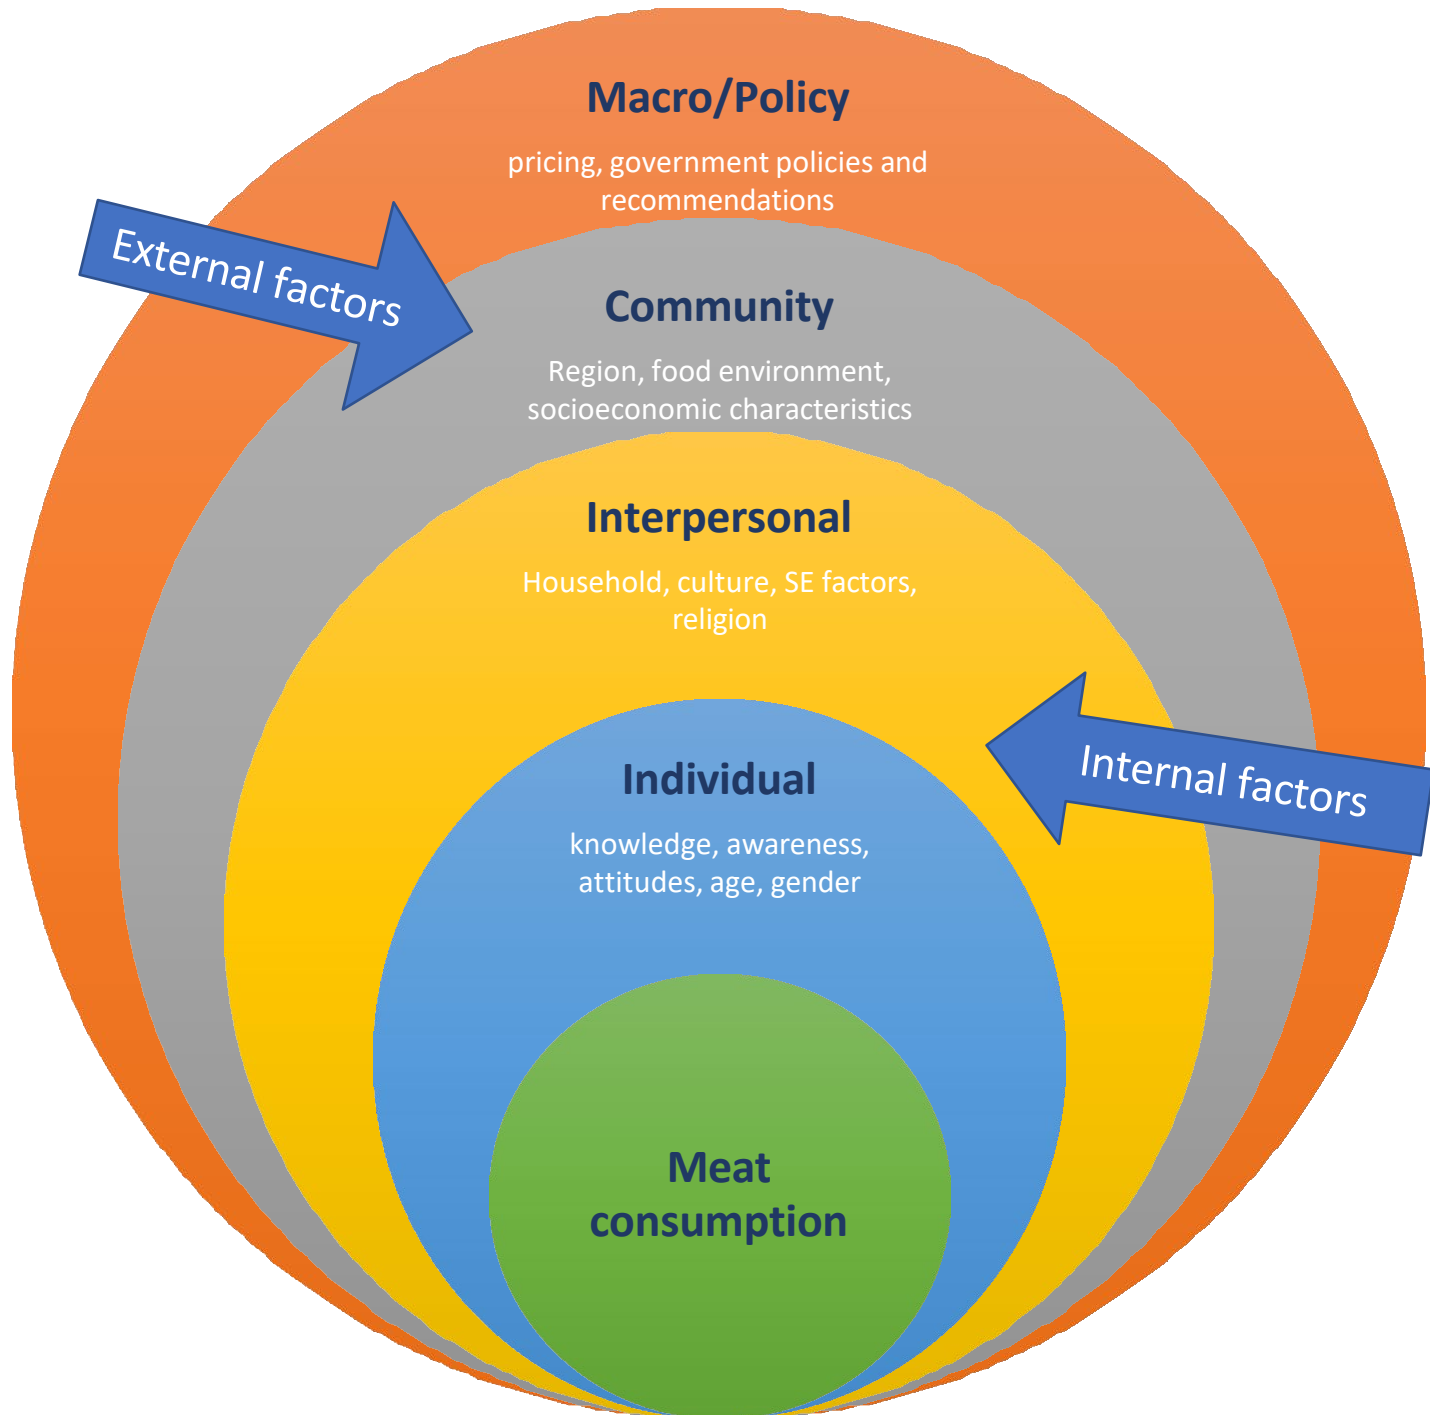 Macro/Policy
pricing, government policies and
recommendations
External factors
Community
Region, food environment,
socioeconomic characteristics
Interpersonal
Household, culture, SE factors,
religion
Individual
knowledge, awareness,
attitudes, age, gender
Internal factors
Meat
consumption